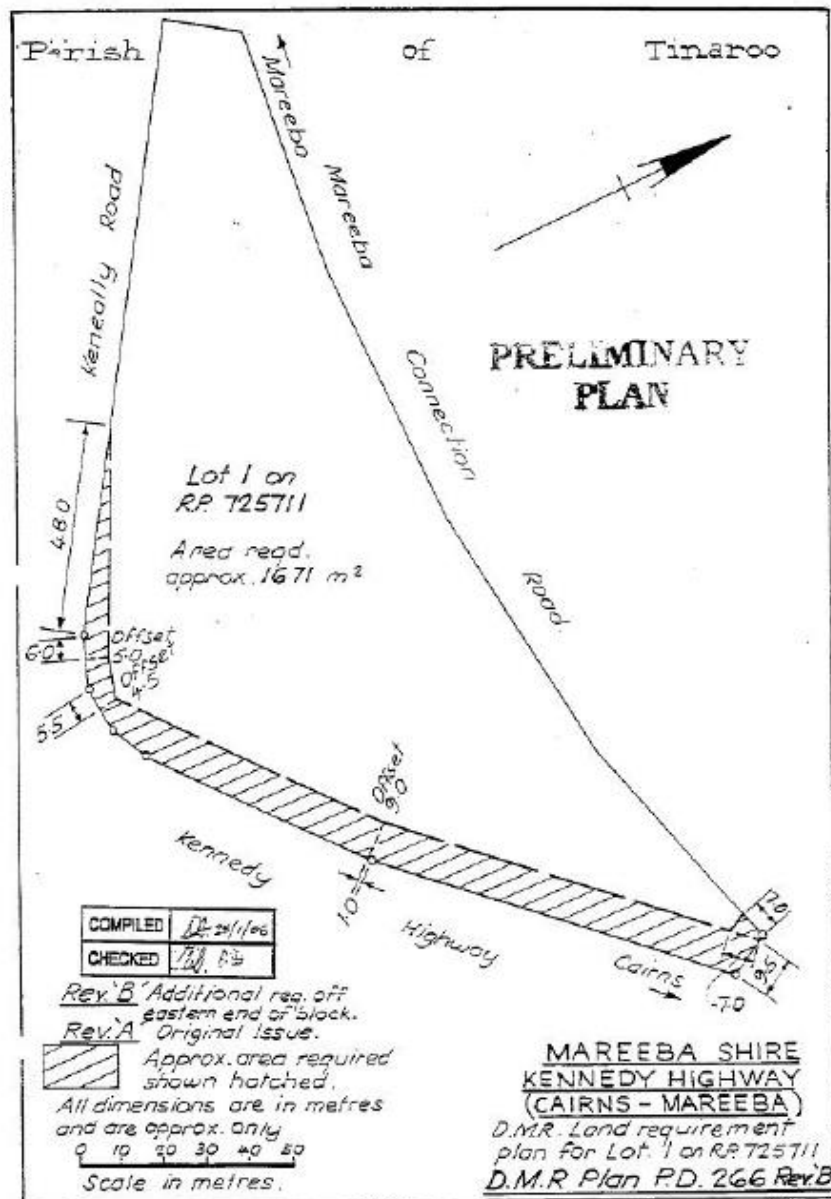 Parish of Tinaroo
Mareeba
Mareeba
Connection
Road
Keneally Road
PRELIMINARY
PLAN
Lot 1 on
R.P. 725711
Area reqd.
approx. 1671 m²
48.0
6.0
Offset
5.0
Offset
4.5
5.5
Offset
9.0
1.0
Kennedy
Highway
Cairns
9.5
7.0
COMPILED
CHECKED
Rev. 'B' Additional req. off
eastern end of block.
Rev. 'A' Original Issue.
Approx. area required
shown hatched.
All dimensions are in metres
and are approx. only
0 10 20 30 40 50
Scale in metres.
MAREEBA SHIRE
KENNEDY HIGHWAY
(CAIRNS - MAREEBA)
D.M.R. Land requirement
plan for Lot. 1 on R.P. 725711
D.M.R Plan P.D. 266 Rev 'B'